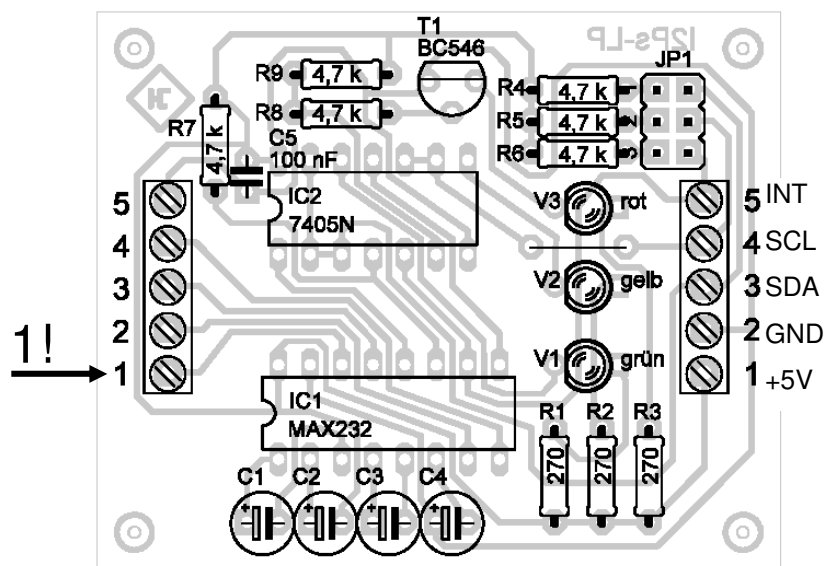 T1
BC546
I2Ps-LP
JP1
R9 4,7 k
R8 4,7 k
R4 4,7 k 1
R5 4,7 k 2
R6 4,7 k 3
R7
4,7 k
C5
100 nF
IC2
7405N
V3 rot
V2 gelb
V1 grün
5
4
3
2
1
1!
5 INT
4 SCL
3 SDA
2 GND
1 +5V
IC1
MAX232
R1 R2 R3
270 270 270
C1 C2 C3 C4
+ + + +